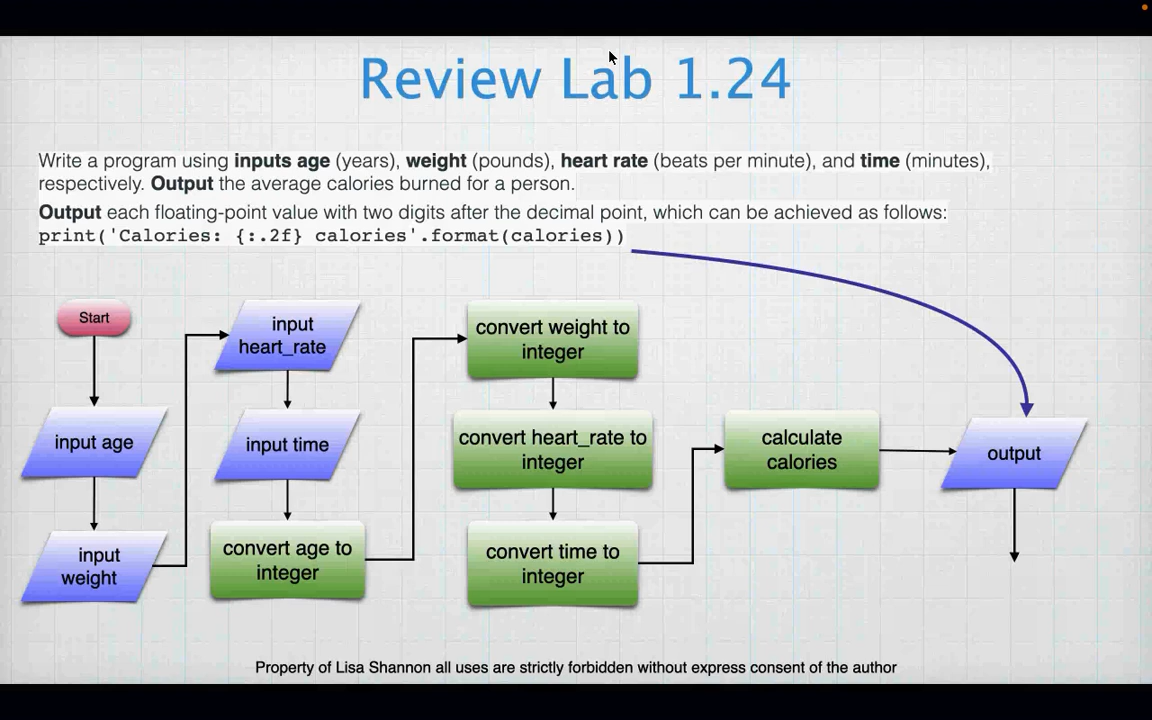 Review Lab 1.24
Write a program using inputs age (years), weight (pounds), heart rate (beats per minute), and time (minutes),
respectively. Output the average calories burned for a person.
Output each floating-point value with two digits after the decimal point, which can be achieved as follows:
print('Calories: {:.2f} calories'.format(calories))
Start
input age
input
weight
input
heart_rate
input time
convert age to
integer
convert weight to
integer
convert heart_rate to
integer
convert time to
integer
calculate
calories
output
Property of Lisa Shannon all uses are strictly forbidden without express consent of the author